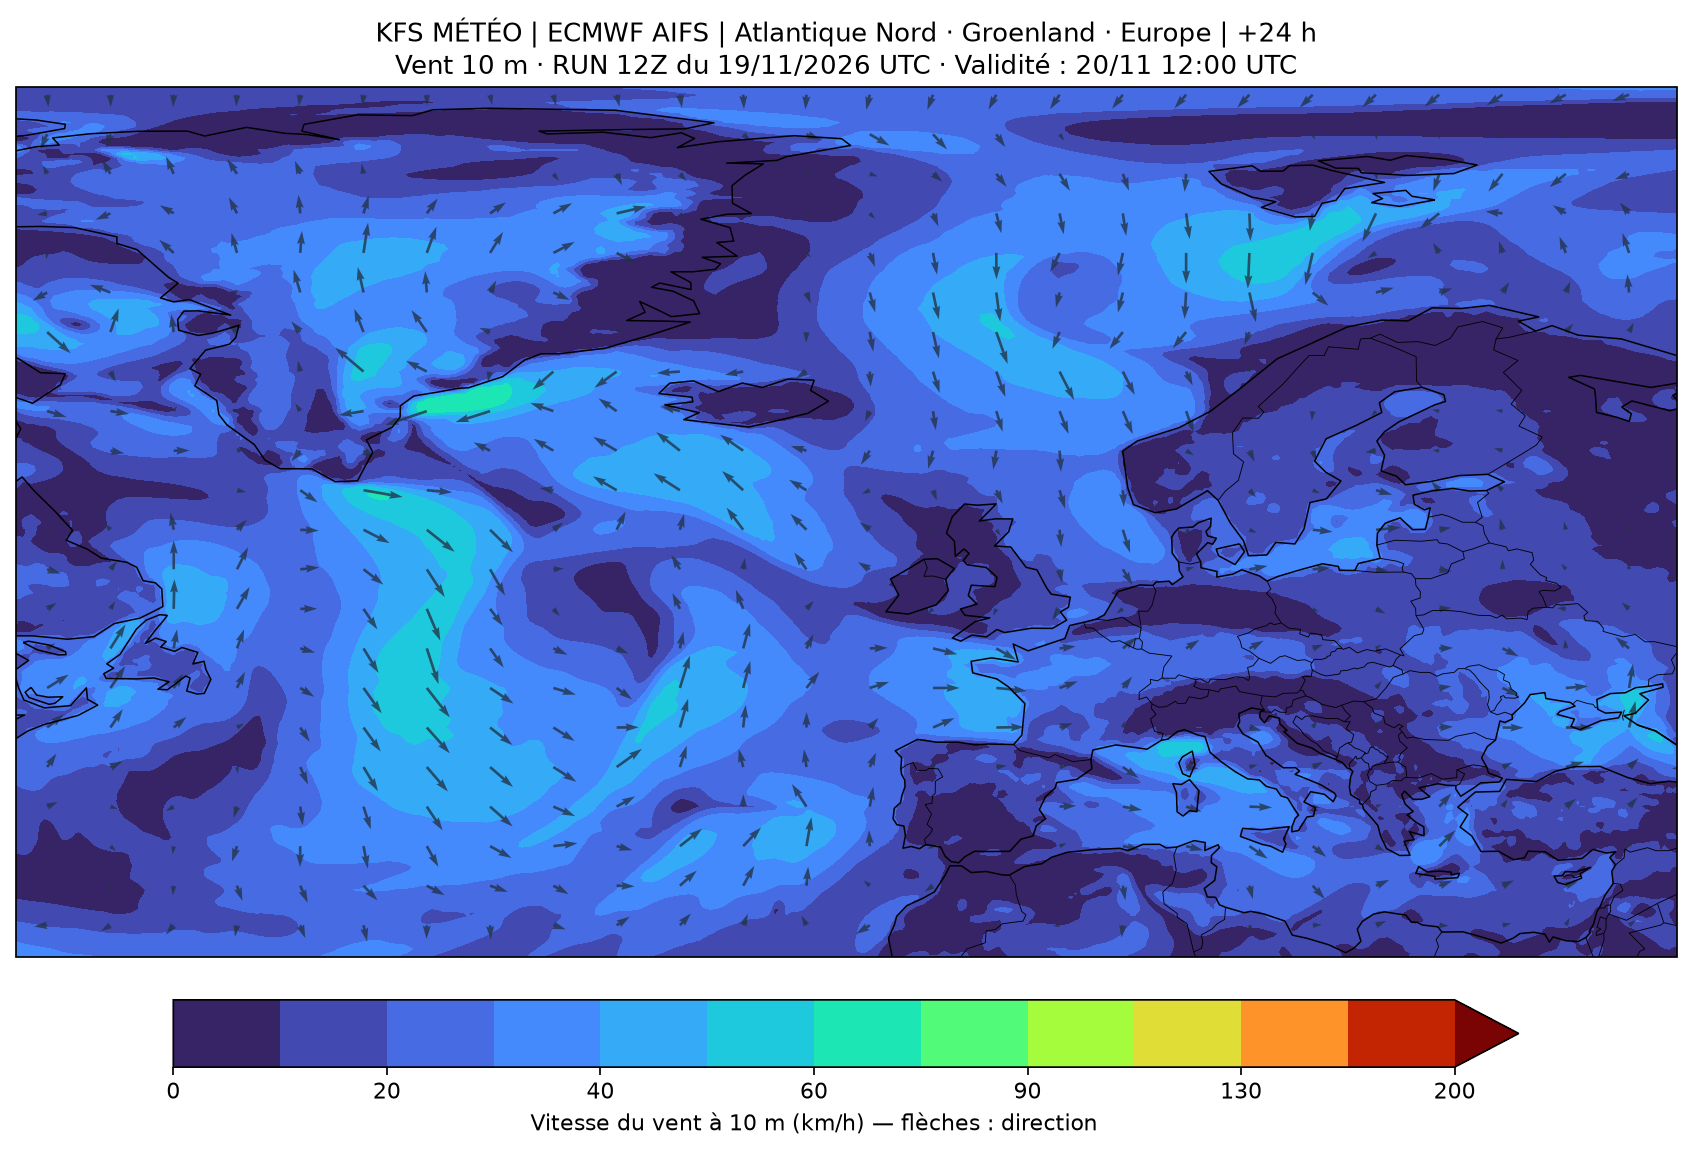 KFS MÉTÉO | ECMWF AIFS | Atlantique Nord · Groenland · Europe | +24 h
Vent 10 m · RUN 12Z du 19/11/2026 UTC · Validité : 20/11 12:00 UTC
0 20 40 60 90 130 200
Vitesse du vent à 10 m (km/h) — flèches : direction